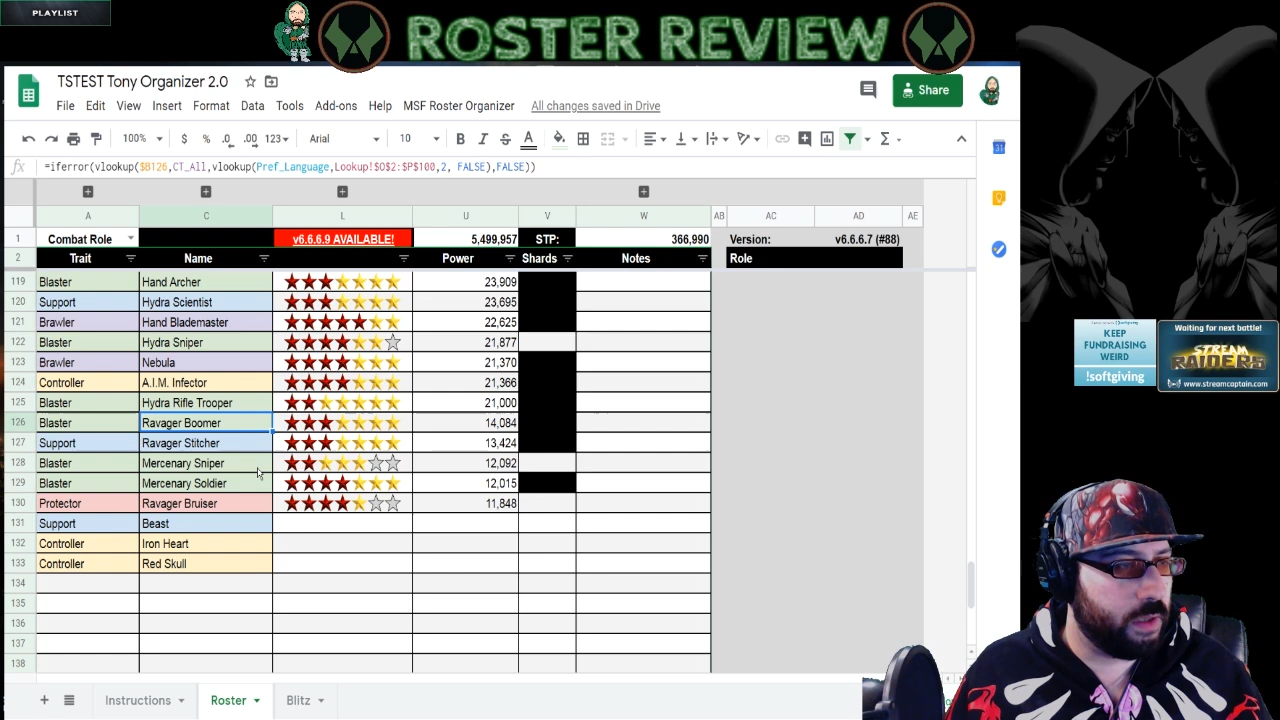 PLAYLIST
ROSTER REVIEW
TSTEST Tony Organizer 2.0
File Edit View Insert Format Data Tools Add-ons Help MSF Roster Organizer All changes saved in Drive
Share
100% $ % .0 .00 123 Arial 10 B I S A
fx =iferror(vlookup($B126,CT_All,vlookup(Pref_Language,Lookup!$O$2:$P$100,2, FALSE),FALSE))
A C L U V W AB AC AD AE
1 Combat Role v6.6.6.9 AVAILABLE! 5,499,957 STP: 366,990 Version: v6.6.6.7 (#88)
2 Trait Name Power Shards Notes Role
119 Blaster Hand Archer 23,909
120 Support Hydra Scientist 23,695
121 Brawler Hand Blademaster 22,625
122 Blaster Hydra Sniper 21,877
123 Brawler Nebula 21,370
124 Controller A.I.M. Infector 21,366
125 Blaster Hydra Rifle Trooper 21,000
126 Blaster Ravager Boomer 14,084
127 Support Ravager Stitcher 13,424
128 Blaster Mercenary Sniper 12,092
129 Blaster Mercenary Soldier 12,015
130 Protector Ravager Bruiser 11,848
131 Support Beast
132 Controller Iron Heart
133 Controller Red Skull
134
135
136
137
138
Instructions Roster Blitz
31
KEEP
FUNDRAISING
WEIRD
!softgiving
Waiting for next battle!
STREAM
RAIDERS
www.streamcaptain.com